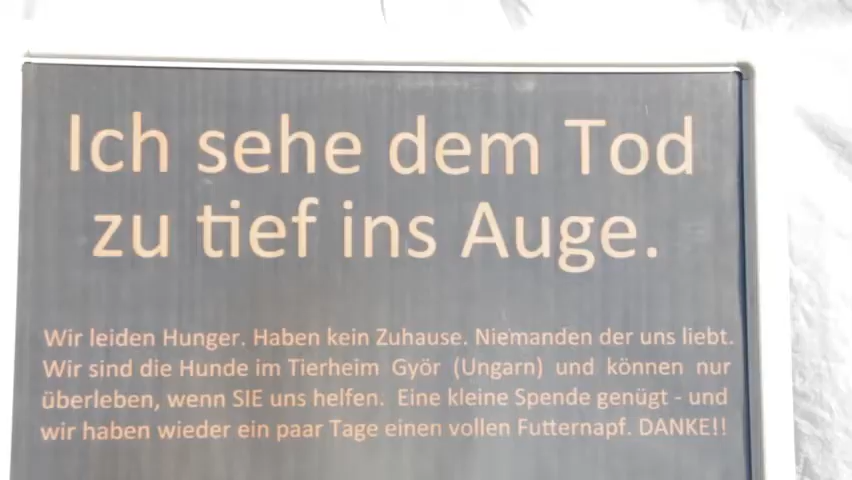 Ich sehe dem Tod
zu tief ins Auge.
Wir leiden Hunger. Haben kein Zuhause. Niemanden der uns liebt.
Wir sind die Hunde im Tierheim Györ (Ungarn) und können nur
überleben, wenn SIE uns helfen. Eine kleine Spende genügt - und
wir haben wieder ein paar Tage einen vollen Futternapf. DANKE!!